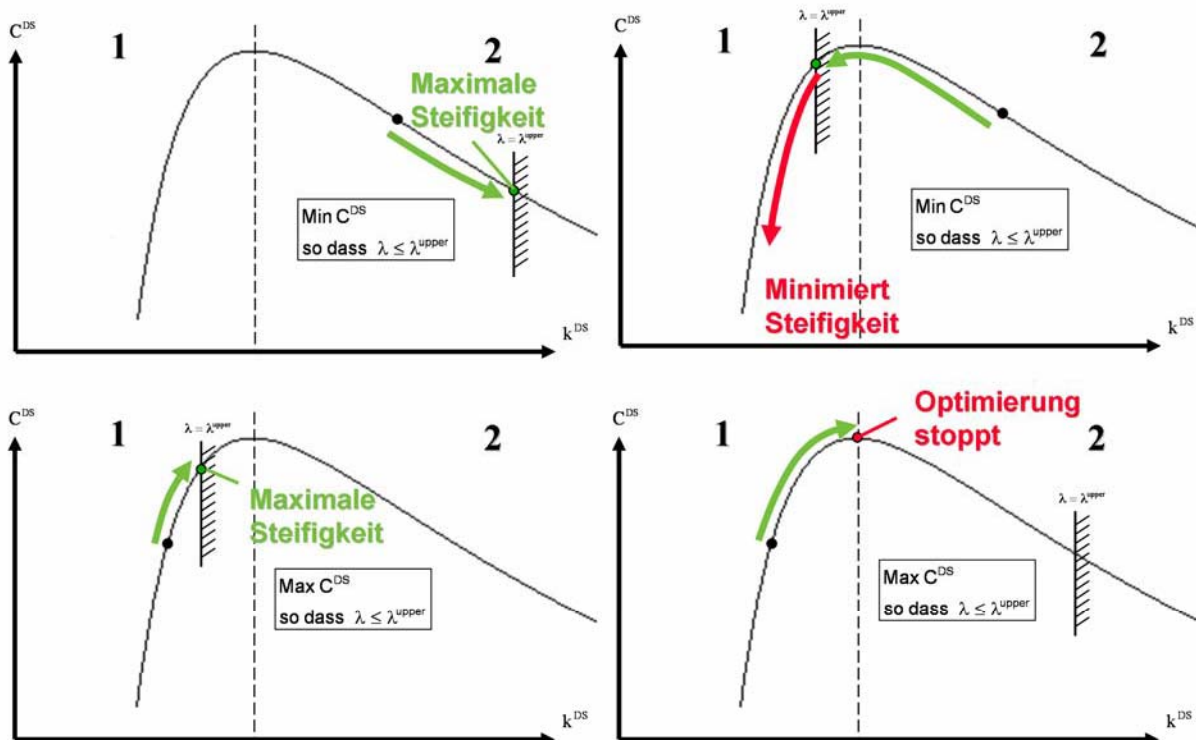 C^DS
1
2
Maximale
Steifigkeit
λ = λ^upper
Min C^DS
so dass λ ≤ λ^upper
k^DS
C^DS
1
λ = λ^upper
2
Min C^DS
so dass λ ≤ λ^upper
Minimiert
Steifigkeit
k^DS
C^DS
1
λ = λ^upper
2
Maximale
Steifigkeit
Max C^DS
so dass λ ≤ λ^upper
k^DS
C^DS
1
Optimierung
stoppt
2
λ = λ^upper
Max C^DS
so dass λ ≤ λ^upper
k^DS